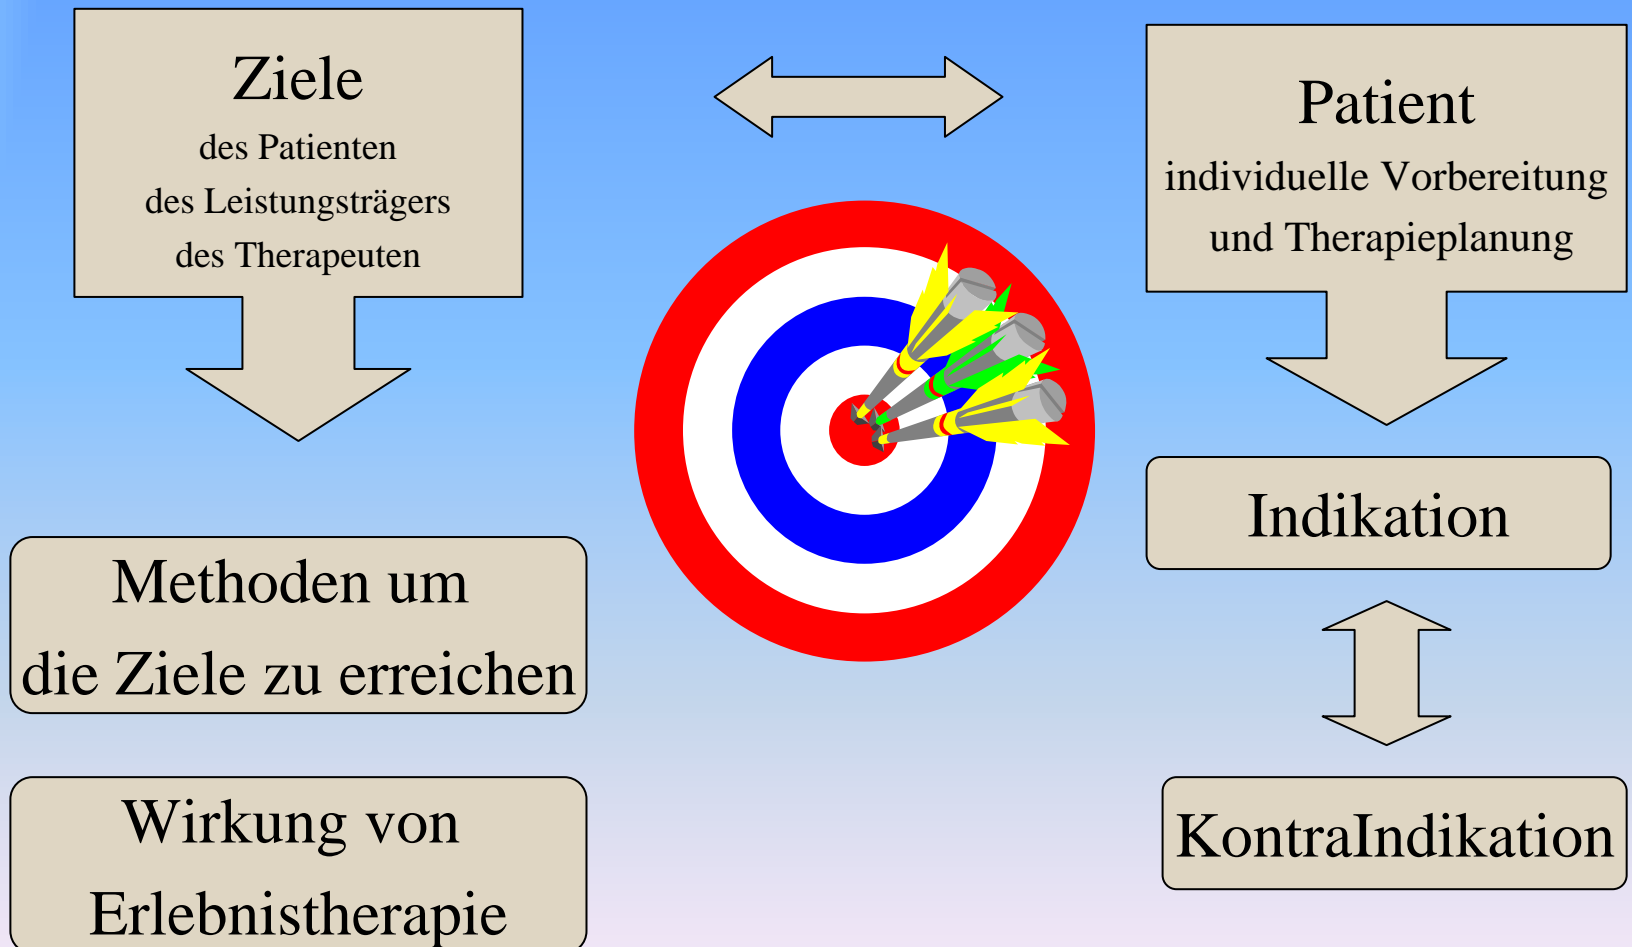 Ziele
des Patienten
des Leistungsträgers
des Therapeuten
Patient
individuelle Vorbereitung
und Therapieplanung
Methoden um
die Ziele zu erreichen
Wirkung von
Erlebnistherapie
Indikation
KontraIndikation